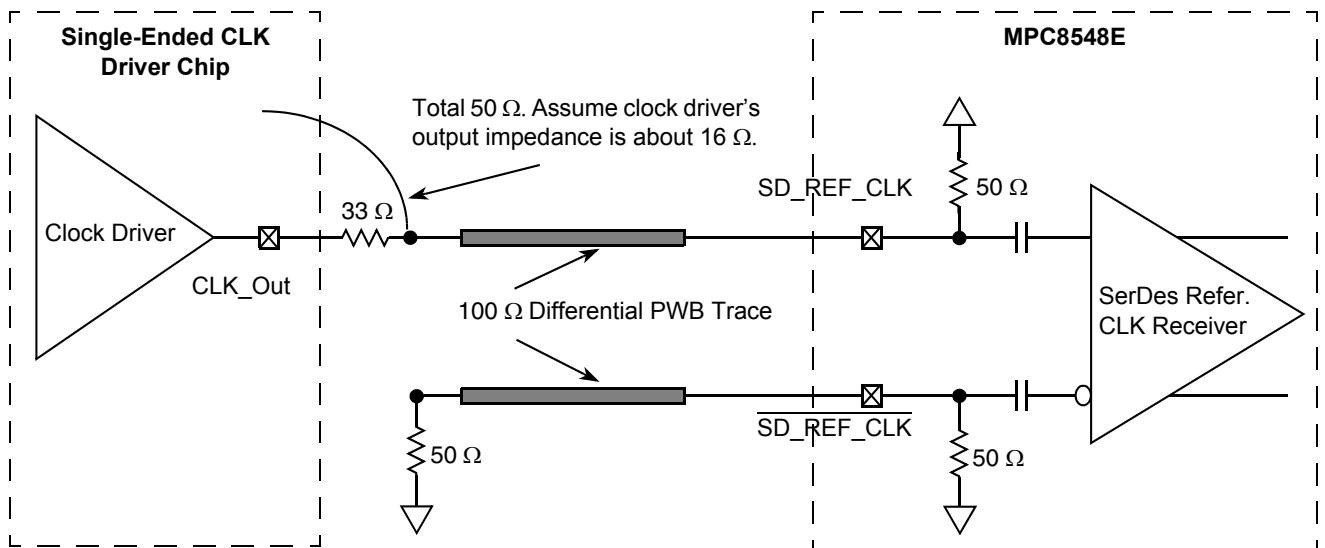 Single-Ended CLK
Driver Chip
MPC8548E
Total 50 Ω. Assume clock driver's
output impedance is about 16 Ω.
SD_REF_CLK
50 Ω
33 Ω
Clock Driver
CLK_Out
100 Ω Differential PWB Trace
SerDes Refer.
CLK Receiver
SD_REF_CLK
50 Ω
50 Ω